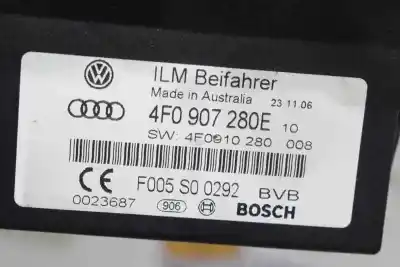 ILM Beifahrer
Made in Australia 23 11 06
4F0 907 280E 10
SW: 4F0910 280 008
CE F005 S0 0292 BVB
0023687 906 BOSCH